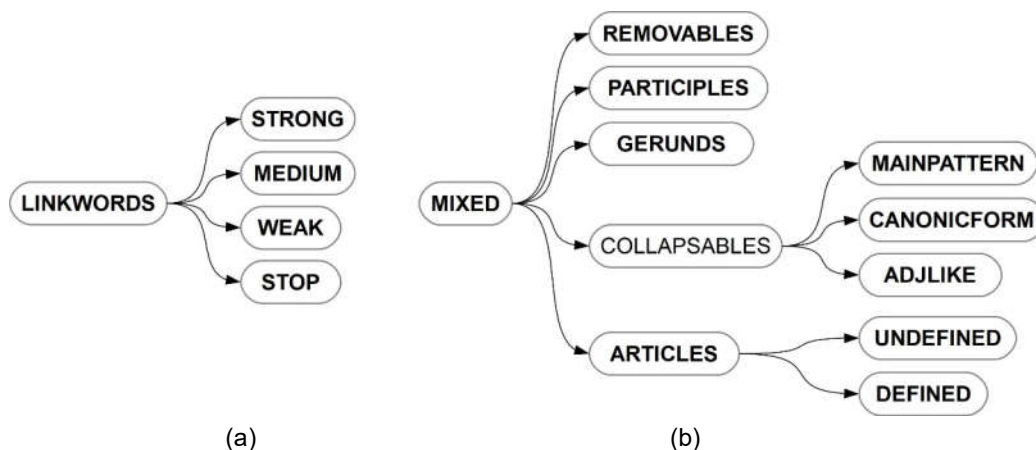 LINKWORDS
STRONG
MEDIUM
WEAK
STOP
(a)
MIXED
REMOVABLES
PARTICIPLES
GERUNDS
COLLAPSABLES
MAINPATTERN
CANONICFORM
ADJLIKE
ARTICLES
UNDEFINED
DEFINED
(b)